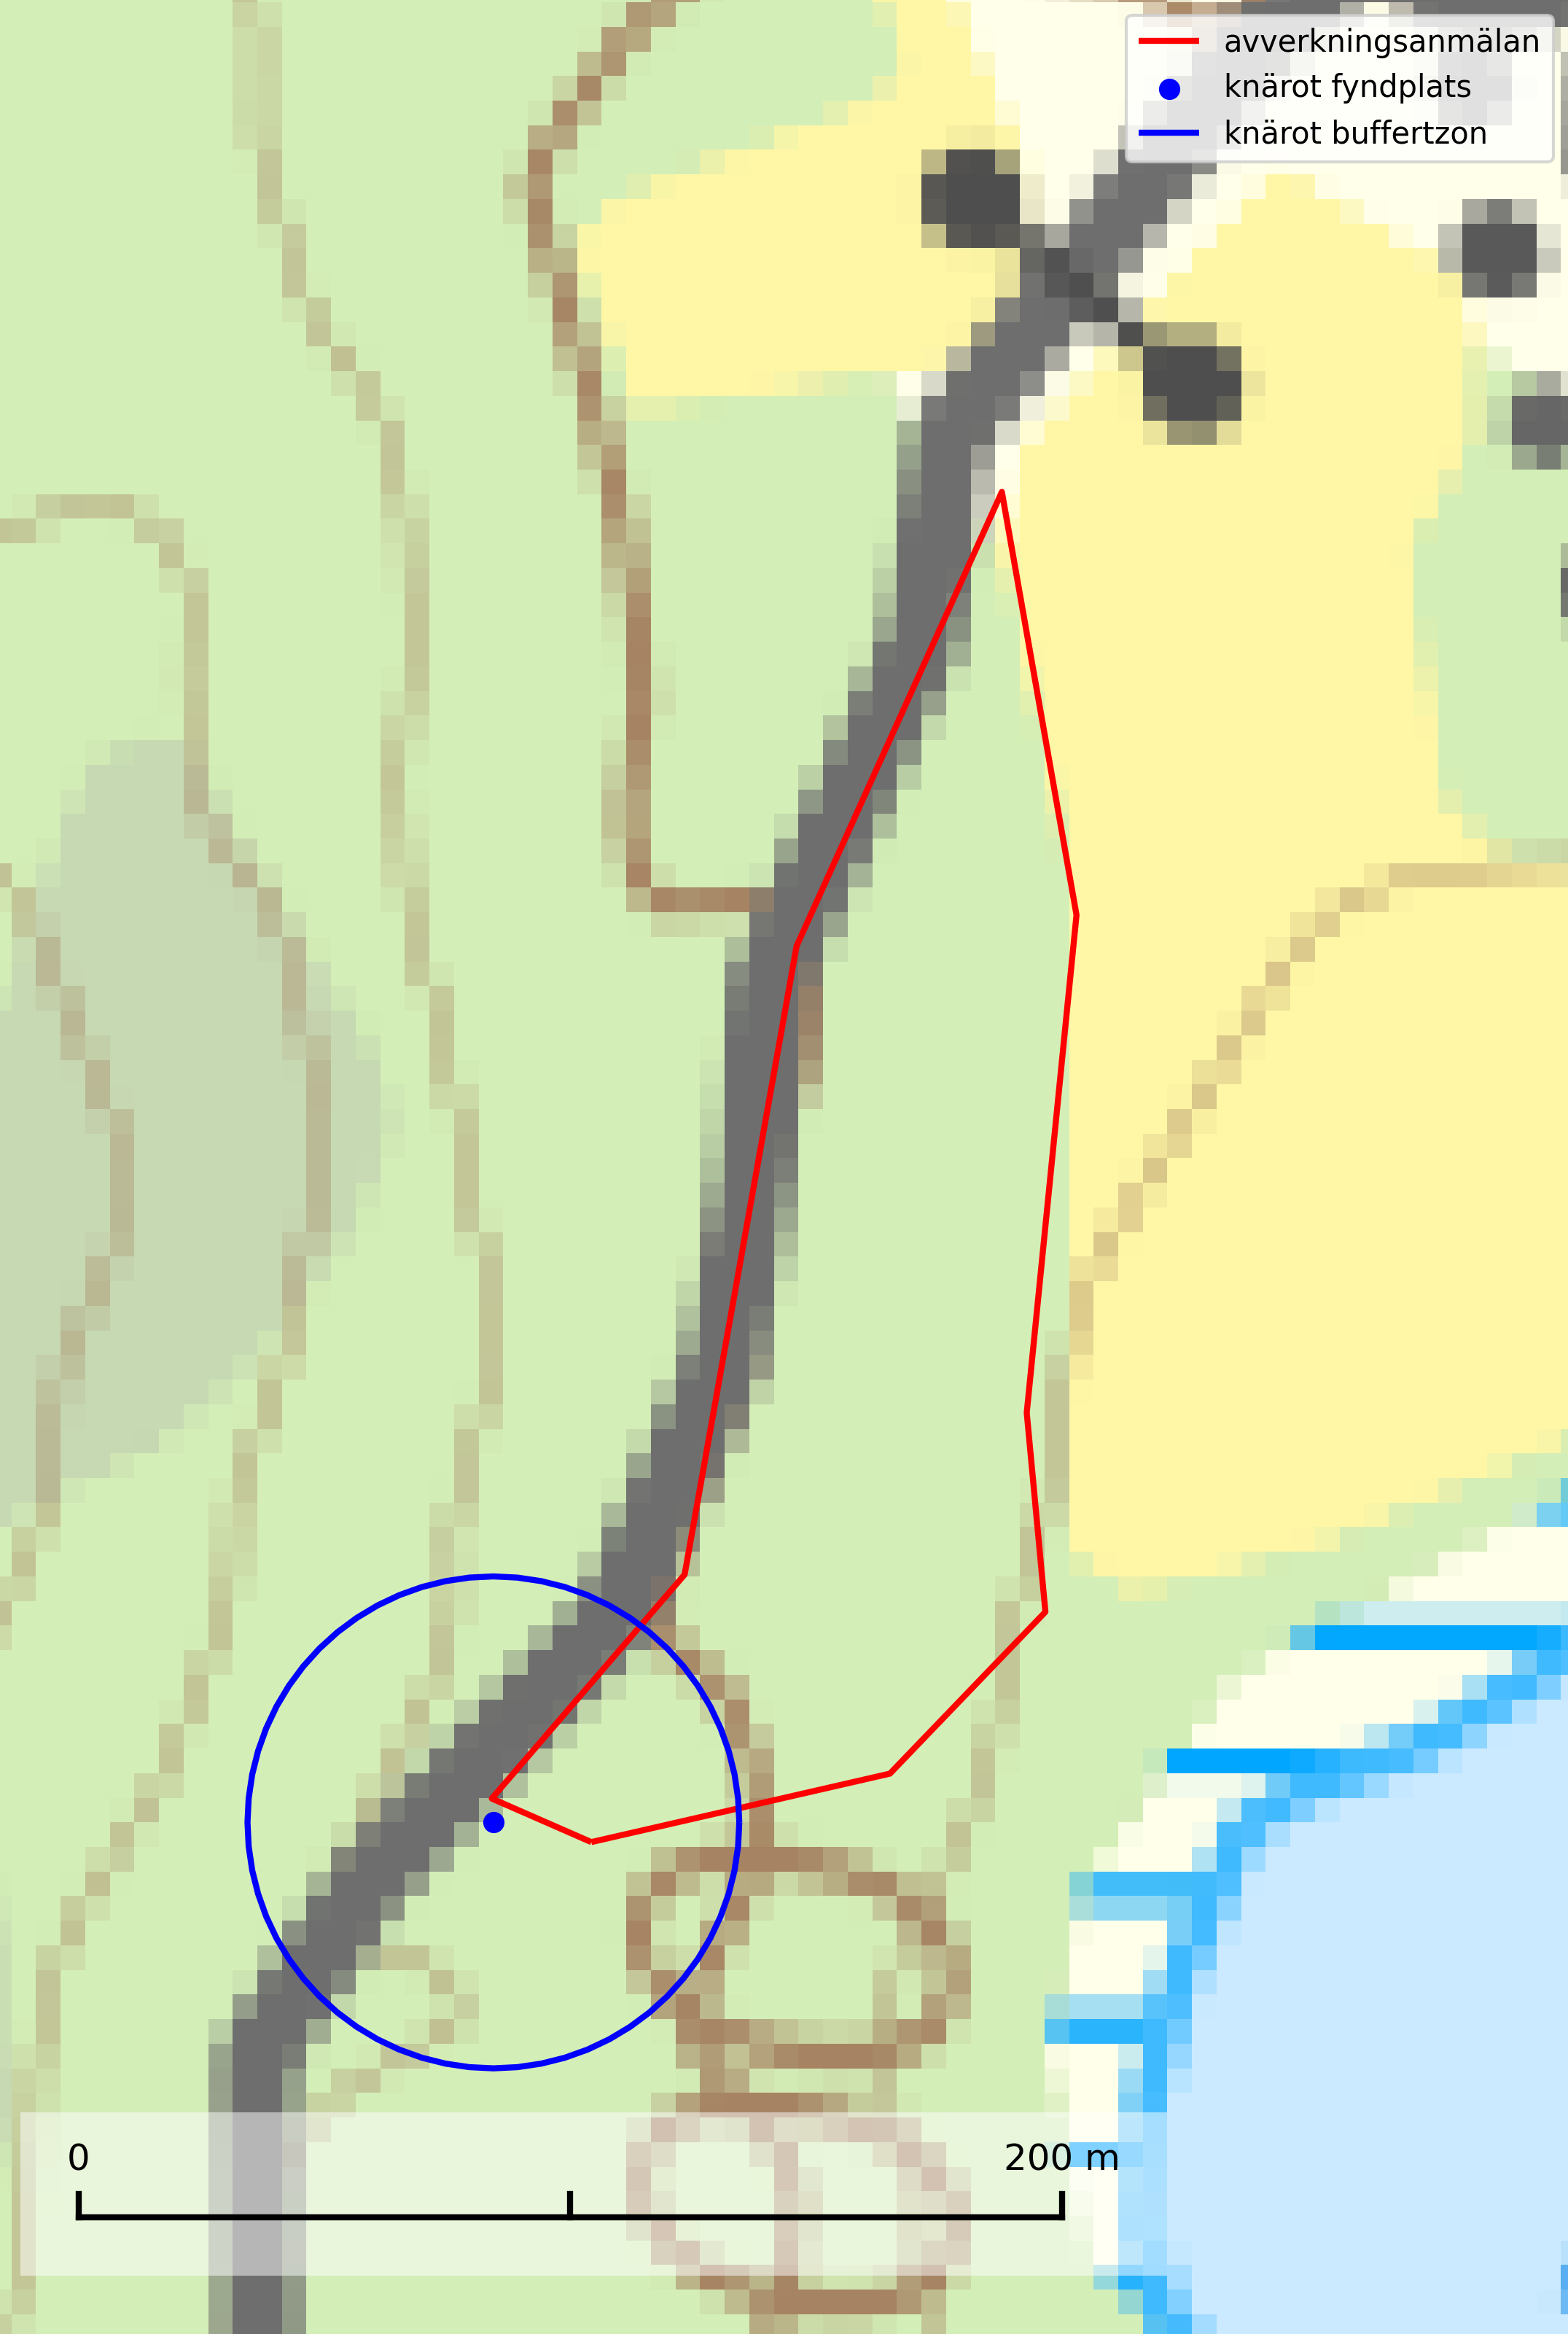 avverkningsanmälan
knärot fyndplats
knärot buffertzon
0 200 m